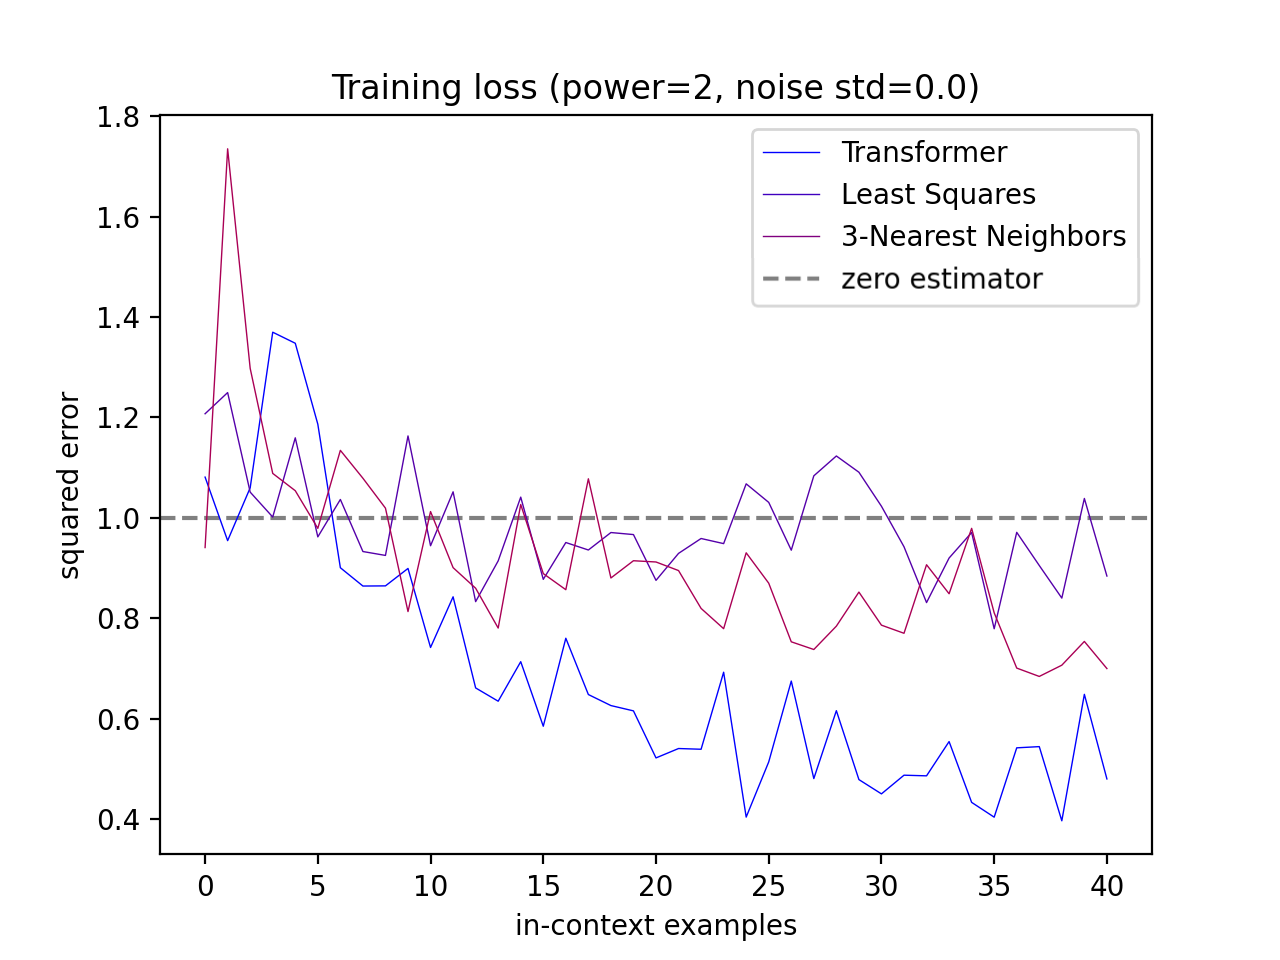 Training loss (power=2, noise std=0.0)
1.8
1.6
1.4
1.2
1.0
0.8
0.6
0.4
squared error
Transformer
Least Squares
3-Nearest Neighbors
zero estimator
0 5 10 15 20 25 30 35 40
in-context examples